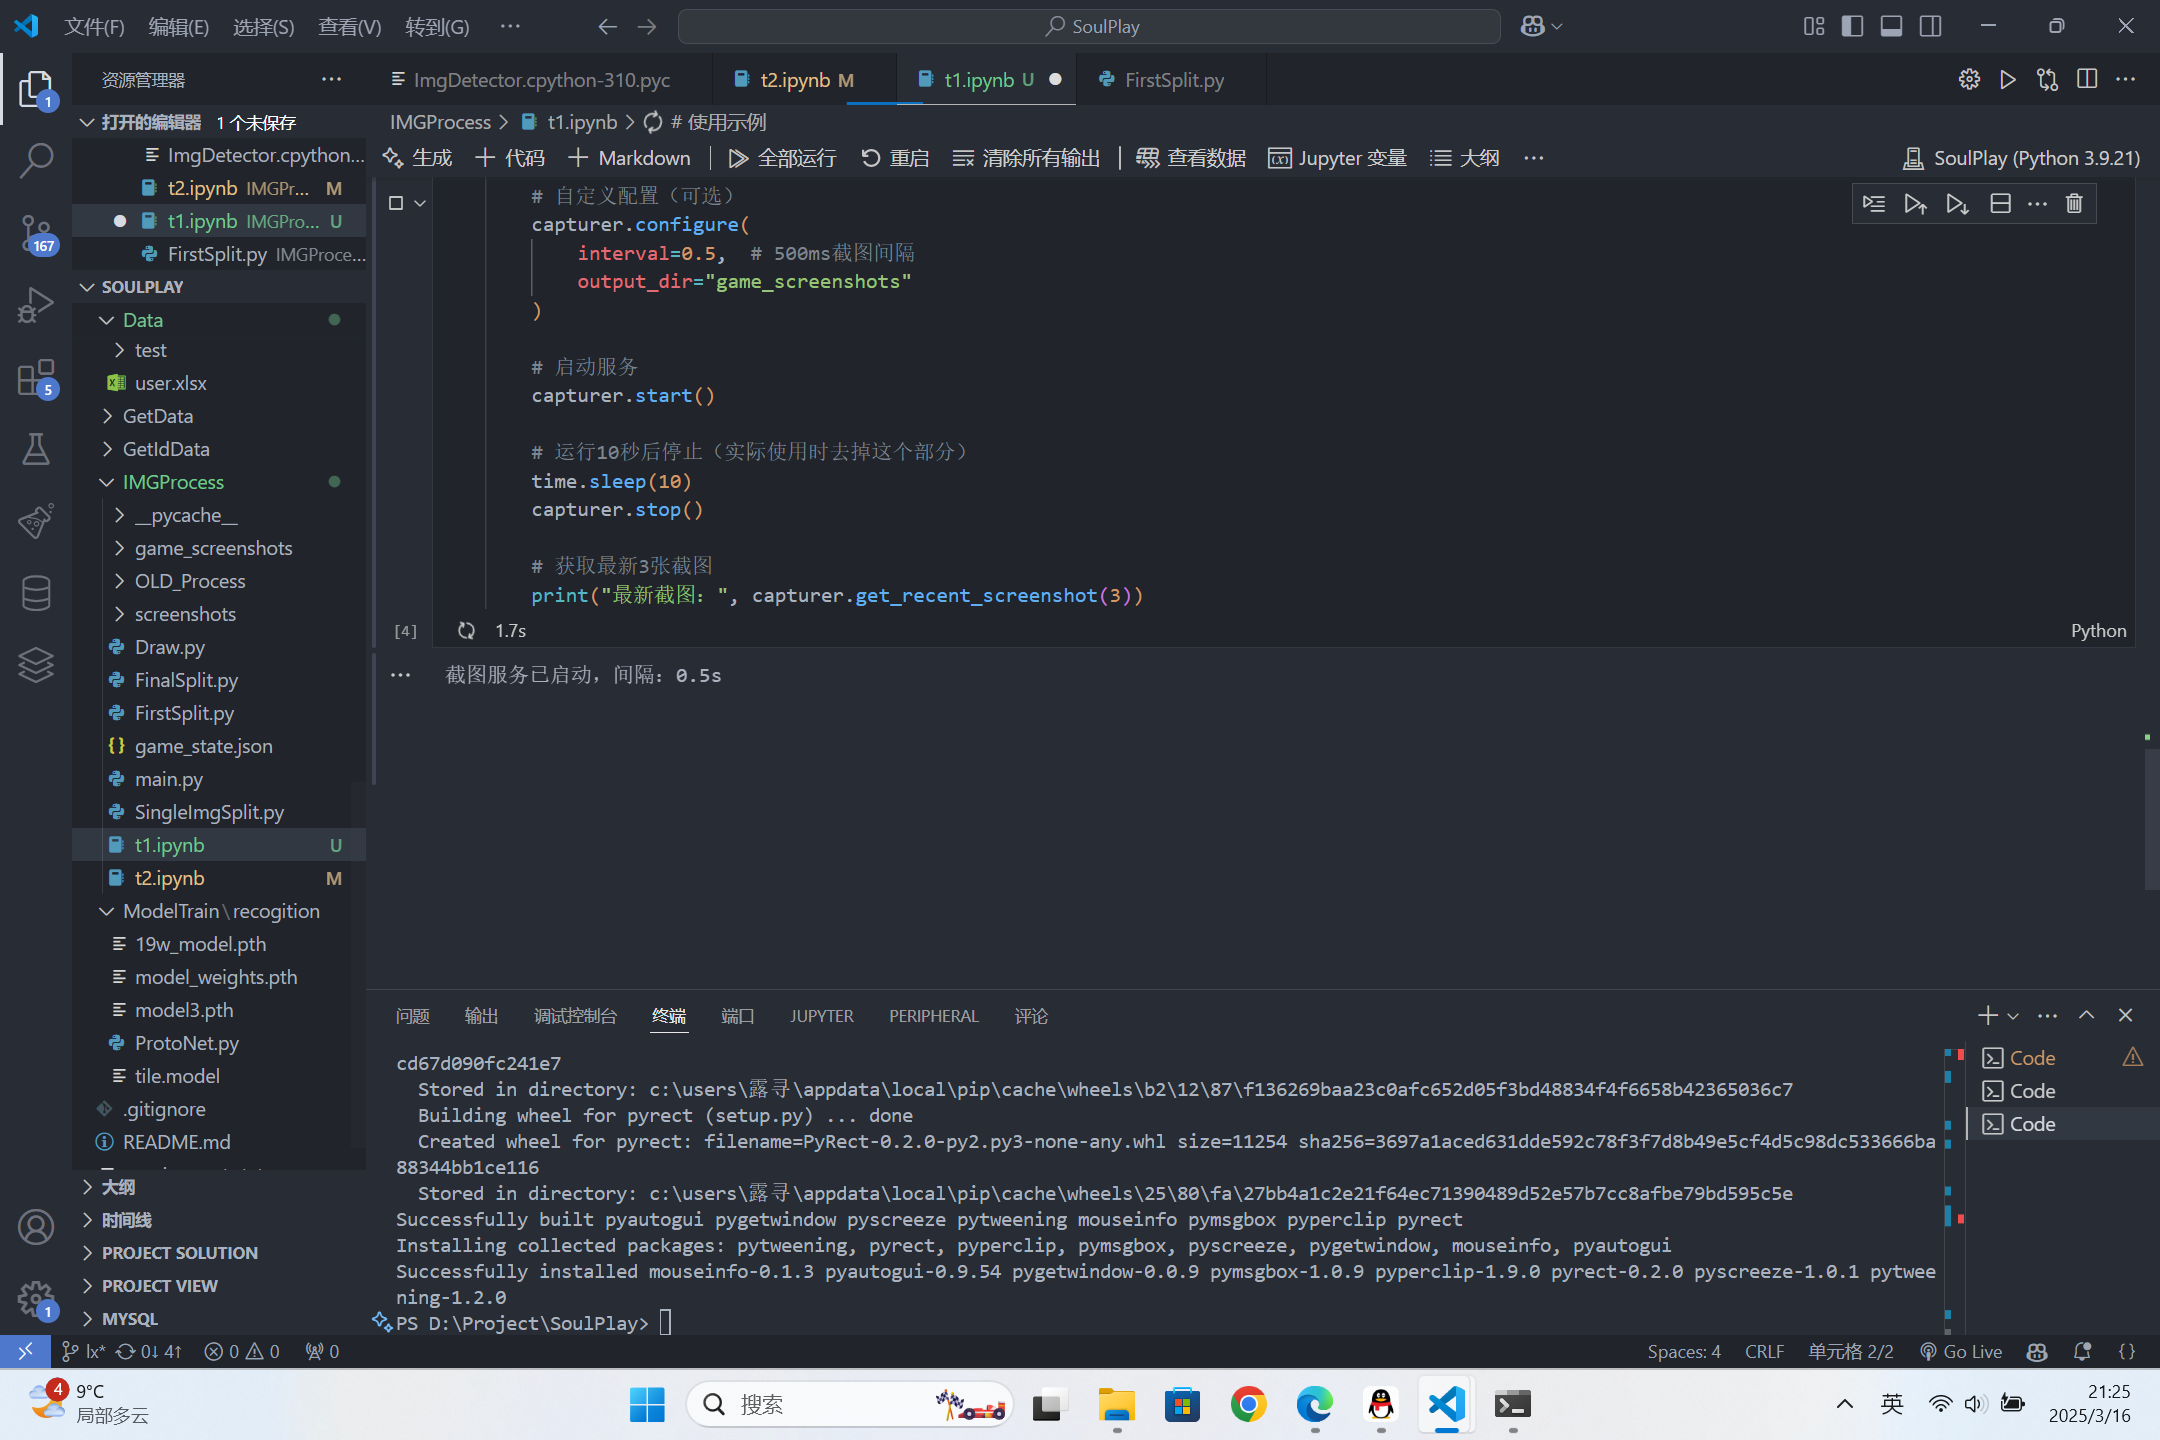 文件(F) 编辑(E) 选择(S) 查看(V) 转到(G) ··· SoulPlay
资源管理器 ···
ImgDetector.cpython-310.pyc t2.ipynb M t1.ipynb U FirstSplit.py
打开的编辑器 1 个未保存
ImgDetector.cpython...
t2.ipynb IMGPr... M
t1.ipynb IMGPro... U
FirstSplit.py IMGProce...
SOULPLAY
Data
test
user.xlsx
GetData
GetIdData
IMGProcess
__pycache__
game_screenshots
OLD_Process
screenshots
Draw.py
FinalSplit.py
FirstSplit.py
game_state.json
main.py
SingleImgSplit.py
t1.ipynb U
t2.ipynb M
ModelTrain\recogition
19w_model.pth
model_weights.pth
model3.pth
ProtoNet.py
tile.model
.gitignore
README.md
大纲
时间线
PROJECT SOLUTION
PROJECT VIEW
MYSQL
1
167
5
1
IMGProcess > t1.ipynb > # 使用示例
生成 代码 Markdown 全部运行 重启 清除所有输出 查看数据 Jupyter 变量 大纲 ··· SoulPlay (Python 3.9.21)
# 自定义配置（可选）
capturer.configure(
interval=0.5, # 500ms截图间隔
output_dir="game_screenshots"
)
# 启动服务
capturer.start()
# 运行10秒后停止（实际使用时去掉这个部分）
time.sleep(10)
capturer.stop()
# 获取最新3张截图
print("最新截图：", capturer.get_recent_screenshot(3))
[4] 1.7s Python
··· 截图服务已启动，间隔：0.5s
问题 输出 调试控制台 终端 端口 JUPYTER PERIPHERAL 评论
cd67d090fc241e7
Stored in directory: c:\users\露寻\appdata\local\pip\cache\wheels\b2\12\87\f136269baa23c0afc652d05f3bd48834f4f6658b42365036c7
Building wheel for pyrect (setup.py) ... done
Created wheel for pyrect: filename=PyRect-0.2.0-py2.py3-none-any.whl size=11254 sha256=3697a1aced631dde592c78f3f7d8b49e5cf4d5c98dc533666ba
88344bb1ce116
Stored in directory: c:\users\露寻\appdata\local\pip\cache\wheels\25\80\fa\27bb4a1c2e21f64ec71390489d52e57b7cc8afbe79bd595c5e
Successfully built pyautogui pygetwindow pyscreeze pytweening mouseinfo pymsgbox pyperclip pyrect
Installing collected packages: pytweening, pyrect, pyperclip, pymsgbox, pyscreeze, pygetwindow, mouseinfo, pyautogui
Successfully installed mouseinfo-0.1.3 pyautogui-0.9.54 pygetwindow-0.0.9 pymsgbox-1.0.9 pyperclip-1.9.0 pyrect-0.2.0 pyscreeze-1.0.1 pytwee
ning-1.2.0
PS D:\Project\SoulPlay>
Code
Code
Code
lx* 0↓ 4↑ 0 0 0 Spaces: 4 CRLF 单元格 2/2 Go Live { }
4 9°C
局部多云
搜索
英
21:25
2025/3/16